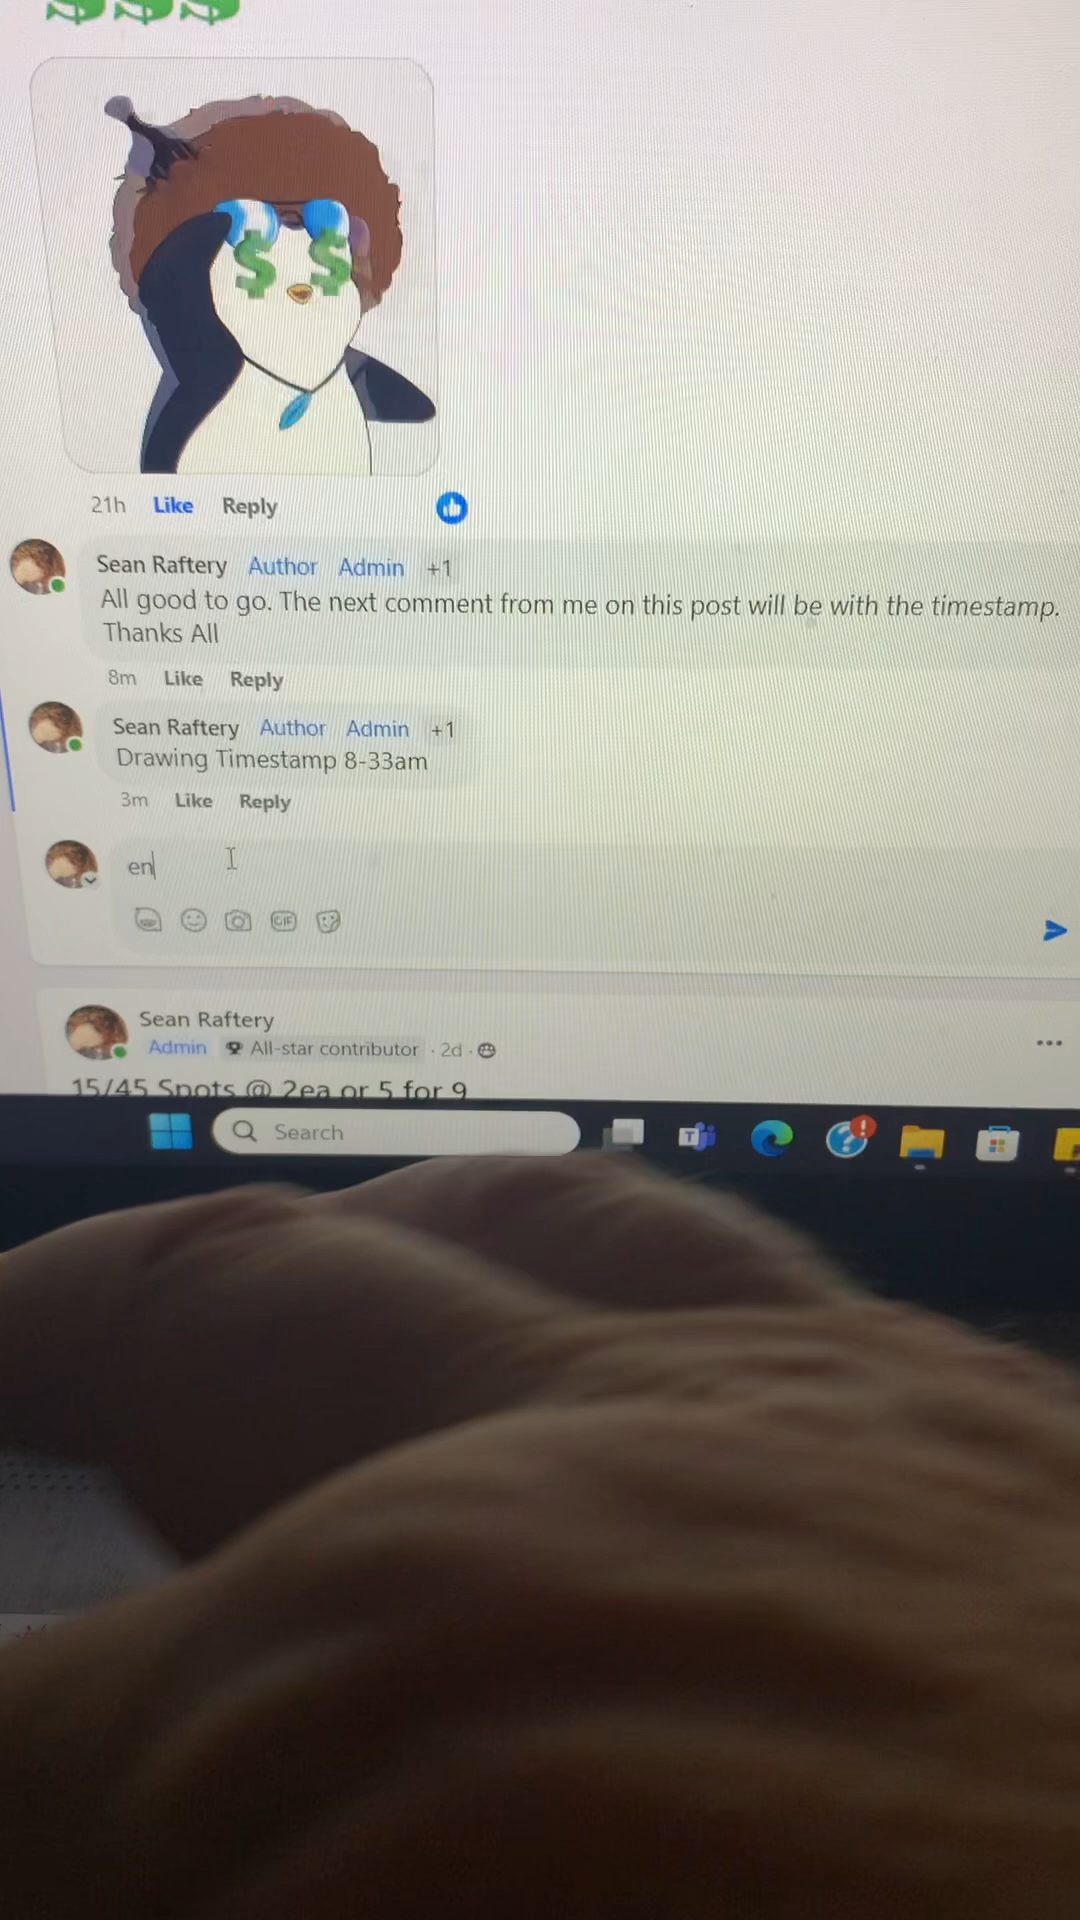 $$$
$ $
21h Like Reply
Sean Raftery Author Admin +1
All good to go. The next comment from me on this post will be with the timestamp.
Thanks All
8m Like Reply
Sean Raftery Author Admin +1
Drawing Timestamp 8-33am
3m Like Reply
en
GIF
Sean Raftery
Admin All-star contributor · 2d ·
15/45 Spots @ 2ea or 5 for 9
Search
T